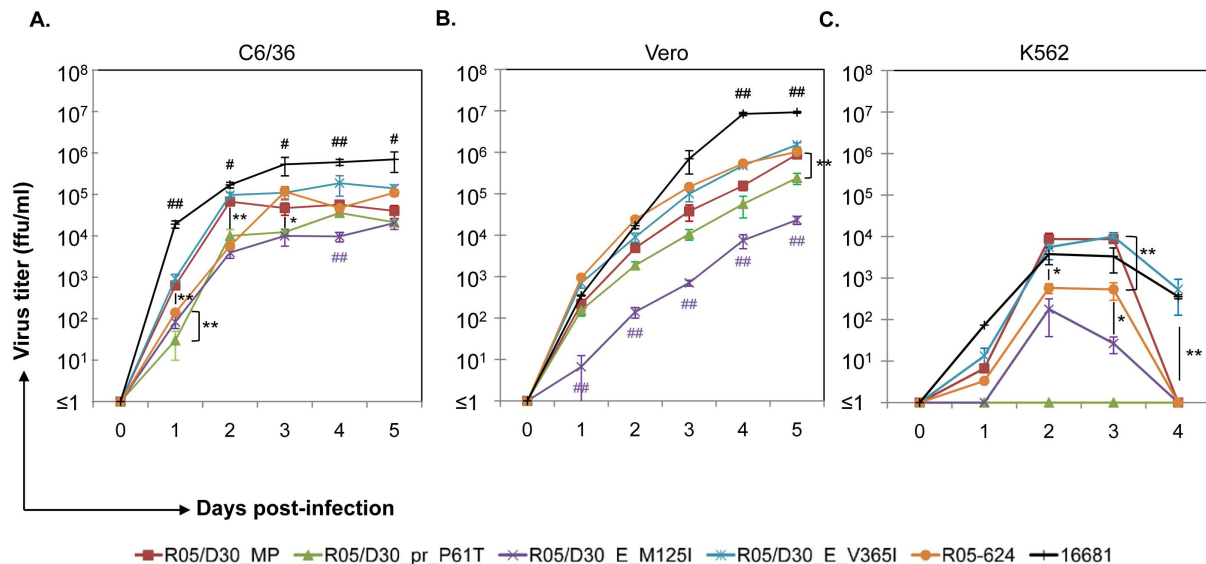 A.
B.
C.
C6/36
Vero
K562
10⁸
10⁷
10⁶
10⁵
10⁴
10³
10²
10¹
≤1
0 1 2 3 4 5
## # # ## #
** ** ** * ##
10⁸
10⁷
10⁶
10⁵
10⁴
10³
10²
10¹
≤1
0 1 2 3 4 5
## ##
**
## ## ## ## ##
10⁸
10⁷
10⁶
10⁵
10⁴
10³
10²
10¹
≤1
0 1 2 3 4
* ** * **
Virus titer (ffu/ml)
Days post-infection
R05/D30_MP R05/D30_pr_P61T R05/D30_E_M125I R05/D30_E_V365I R05-624 16681